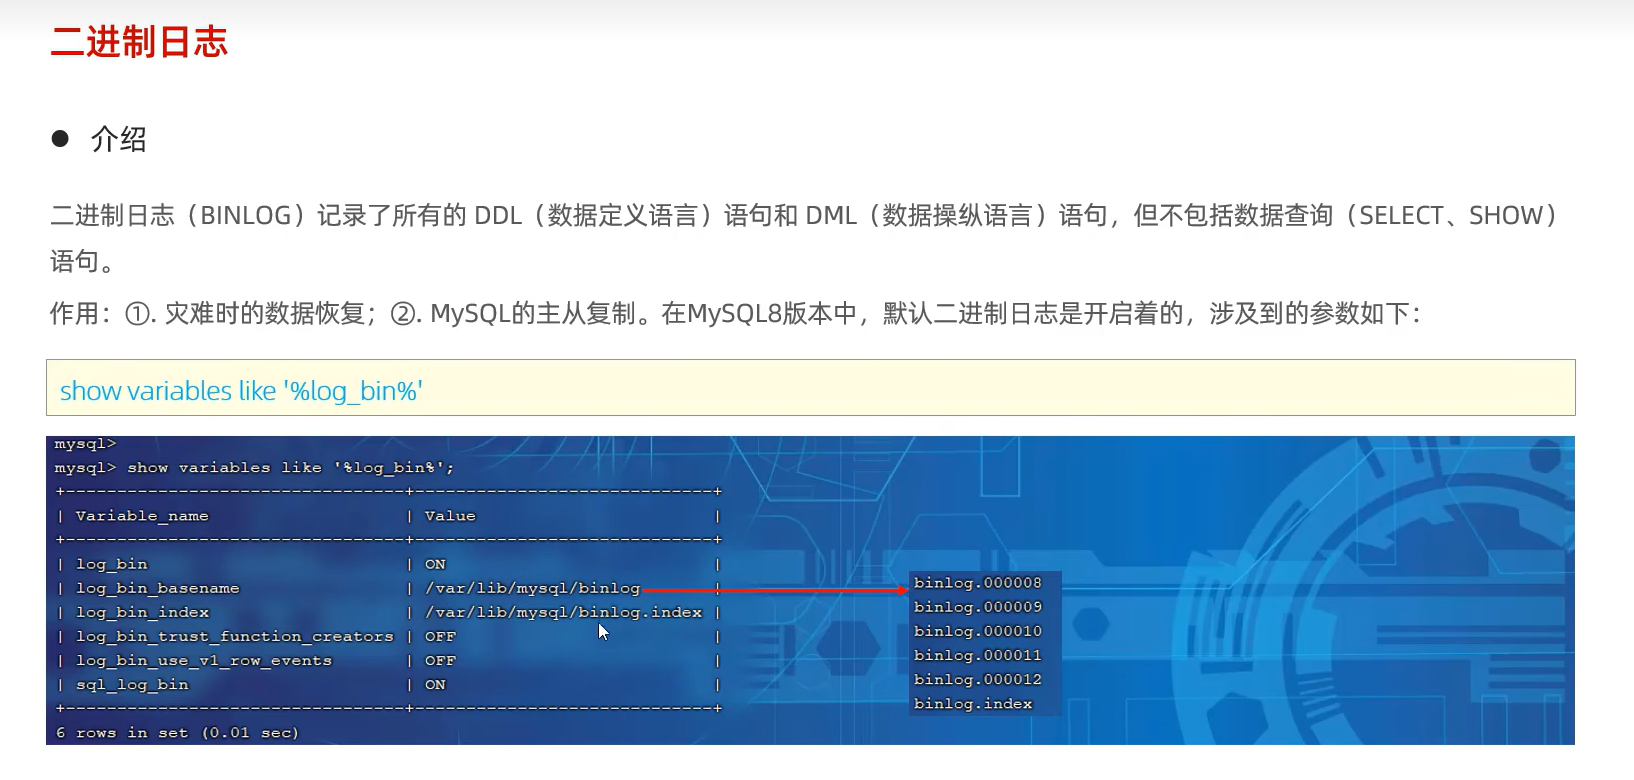 二进制日志
● 介绍
二进制日志（BINLOG）记录了所有的 DDL（数据定义语言）语句和 DML（数据操纵语言）语句，但不包括数据查询（SELECT、SHOW）
语句。
作用：①. 灾难时的数据恢复；②. MySQL的主从复制。在MySQL8版本中，默认二进制日志是开启着的，涉及到的参数如下：
show variables like '%log_bin%'
mysql>
mysql> show variables like '%log_bin%';
+---------------------------------+-----------------------------+
| Variable_name                   | Value                       |
+---------------------------------+-----------------------------+
| log_bin                         | ON                          |
| log_bin_basename                | /var/lib/mysql/binlog       |
| log_bin_index                   | /var/lib/mysql/binlog.index |
| log_bin_trust_function_creators | OFF                         |
| log_bin_use_v1_row_events       | OFF                         |
| sql_log_bin                     | ON                          |
+---------------------------------+-----------------------------+
6 rows in set (0.01 sec)
binlog.000008
binlog.000009
binlog.000010
binlog.000011
binlog.000012
binlog.index